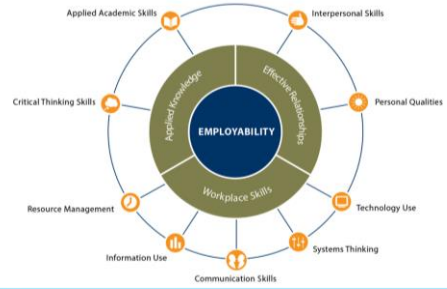 Applied Academic Skills
Interpersonal Skills
Applied Knowledge
Effective Relationships
Critical Thinking Skills
Personal Qualities
EMPLOYABILITY
Workplace Skills
Resource Management
Technology Use
Information Use
Systems Thinking
Communication Skills